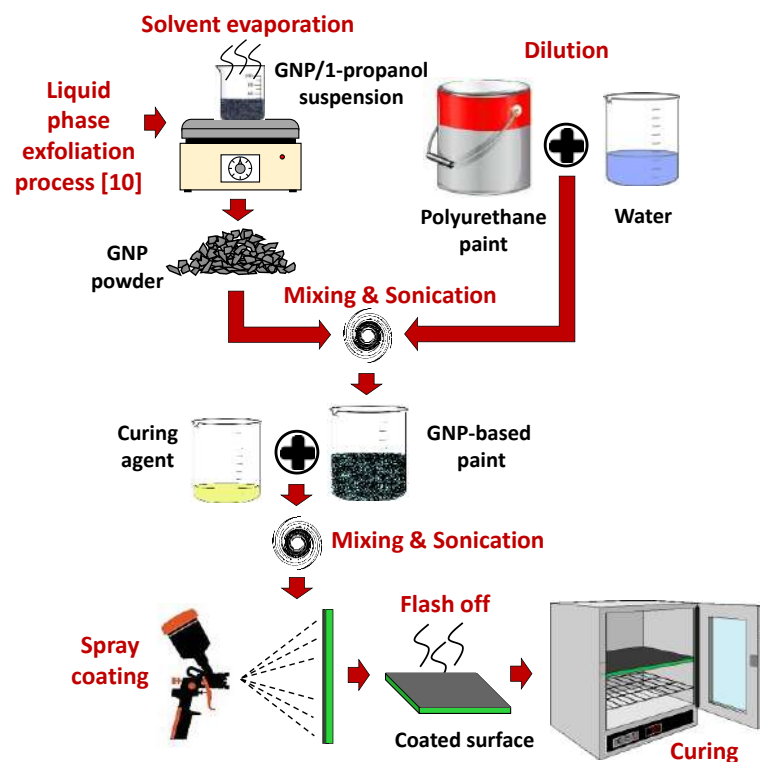 Solvent evaporation
GNP/1-propanol
suspension
Liquid
phase
exfoliation
process [10]
Dilution
Polyurethane
paint
Water
GNP
powder
Mixing & Sonication
Curing
agent
GNP-based
paint
Mixing & Sonication
Spray
coating
Flash off
Coated surface
Curing